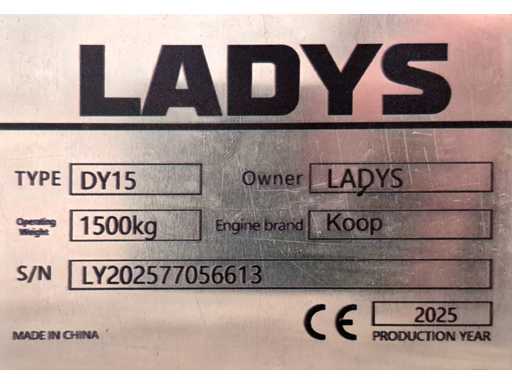 LADYS
TYPE DY15 Owner LADYS
Operating Weight 1500kg Engine brand Koop
S/N LY202577056613
CE 2025
MADE IN CHINA PRODUCTION YEAR